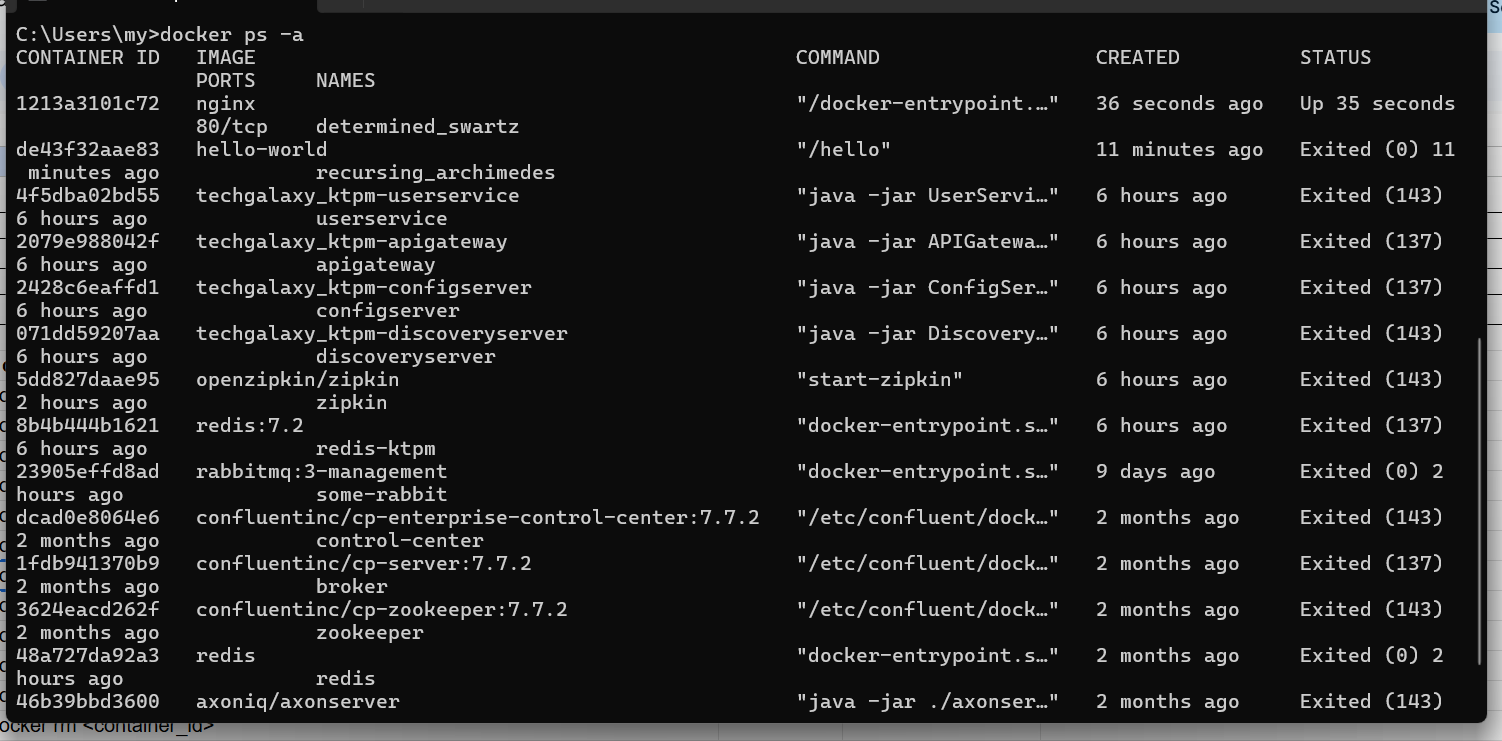 C:\Users\my>docker ps -a
CONTAINER ID   IMAGE                                             COMMAND                  CREATED          STATUS
               PORTS     NAMES
1213a3101c72   nginx                                             "/docker-entrypoint.…"   36 seconds ago   Up 35 seconds
               80/tcp    determined_swartz
de43f32aae83   hello-world                                       "/hello"                 11 minutes ago   Exited (0) 11
 minutes ago             recursing_archimedes
4f5dba02bd55   techgalaxy_ktpm-userservice                       "java -jar UserServi…"   6 hours ago      Exited (143)
6 hours ago              userservice
2079e988042f   techgalaxy_ktpm-apigateway                        "java -jar APIGatewa…"   6 hours ago      Exited (137)
6 hours ago              apigateway
2428c6eaffd1   techgalaxy_ktpm-configserver                      "java -jar ConfigSer…"   6 hours ago      Exited (137)
6 hours ago              configserver
071dd59207aa   techgalaxy_ktpm-discoveryserver                   "java -jar Discovery…"   6 hours ago      Exited (143)
6 hours ago              discoveryserver
5dd827daae95   openzipkin/zipkin                                 "start-zipkin"           6 hours ago      Exited (143)
2 hours ago              zipkin
8b4b444b1621   redis:7.2                                         "docker-entrypoint.s…"   6 hours ago      Exited (137)
6 hours ago              redis-ktpm
23905effd8ad   rabbitmq:3-management                             "docker-entrypoint.s…"   9 days ago       Exited (0) 2
hours ago                some-rabbit
dcad0e8064e6   confluentinc/cp-enterprise-control-center:7.7.2   "/etc/confluent/dock…"   2 months ago     Exited (143)
2 months ago             control-center
1fdb941370b9   confluentinc/cp-server:7.7.2                      "/etc/confluent/dock…"   2 months ago     Exited (137)
2 months ago             broker
3624eacd262f   confluentinc/cp-zookeeper:7.7.2                   "/etc/confluent/dock…"   2 months ago     Exited (143)
2 months ago             zookeeper
48a727da92a3   redis                                             "docker-entrypoint.s…"   2 months ago     Exited (0) 2
hours ago                redis
46b39bbd3600   axoniq/axonserver                                 "java -jar ./axonser…"   2 months ago     Exited (143)
ocker rm <container_id>